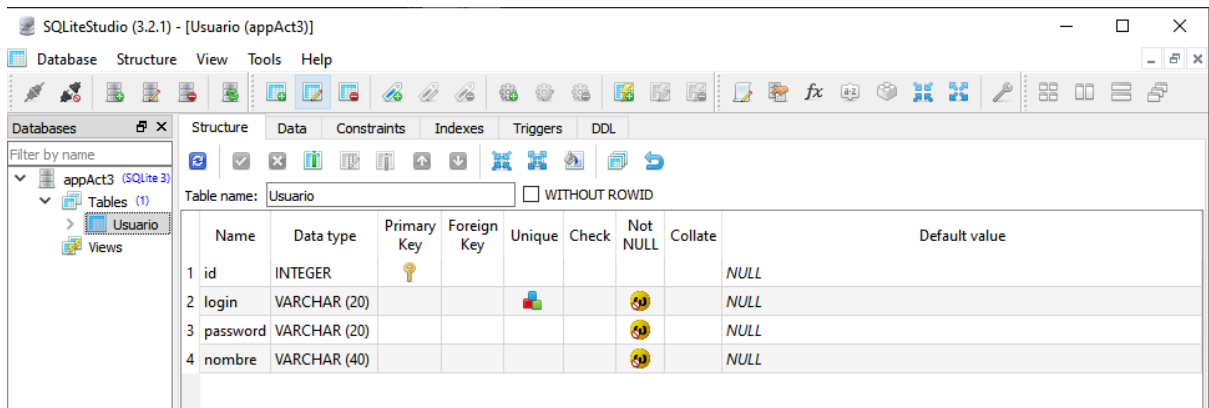 SQLiteStudio (3.2.1) - [Usuario (appAct3)]
Database Structure View Tools Help
Databases
Filter by name
appAct3 (SQLite 3)
Tables (1)
Usuario
Views
Structure Data Constraints Indexes Triggers DDL
Table name: Usuario WITHOUT ROWID
Name Data type Primary Key Foreign Key Unique Check Not NULL Collate Default value
1 id INTEGER NULL
2 login VARCHAR (20) NULL
3 password VARCHAR (20) NULL
4 nombre VARCHAR (40) NULL